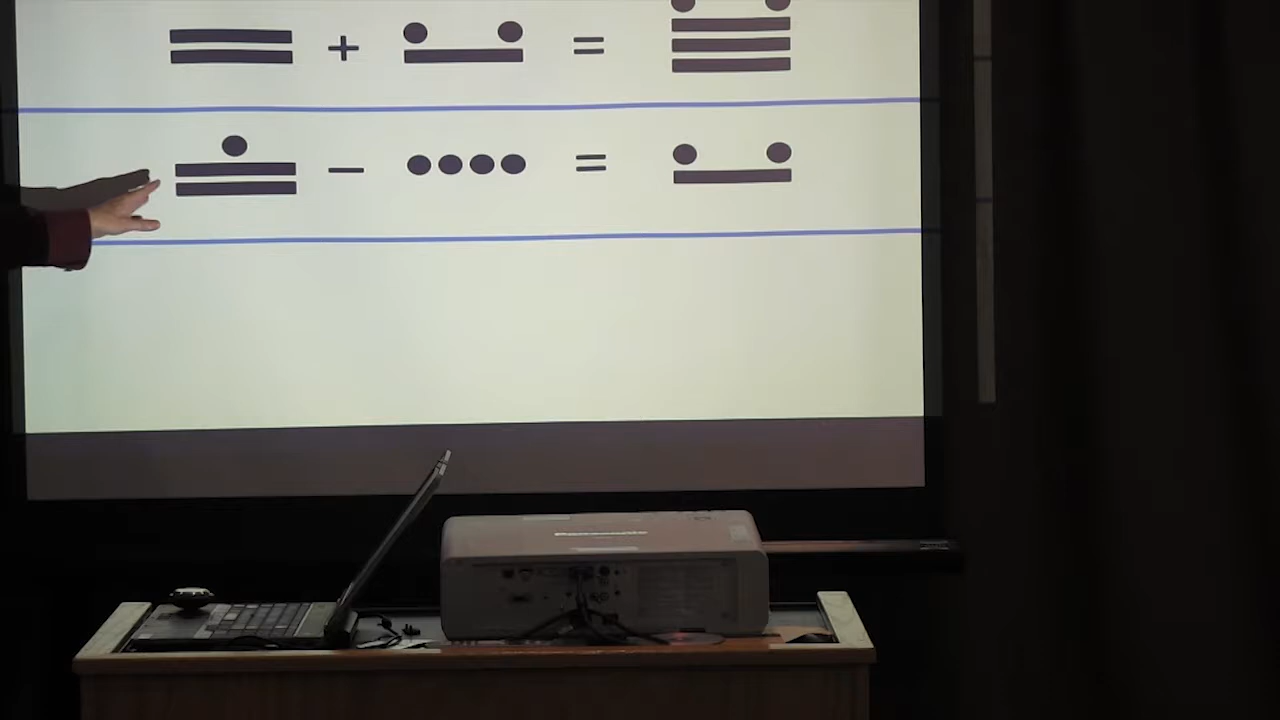 𝋪 + 𝋧 = 𝋱
𝋫 − 𝋤 = 𝋧